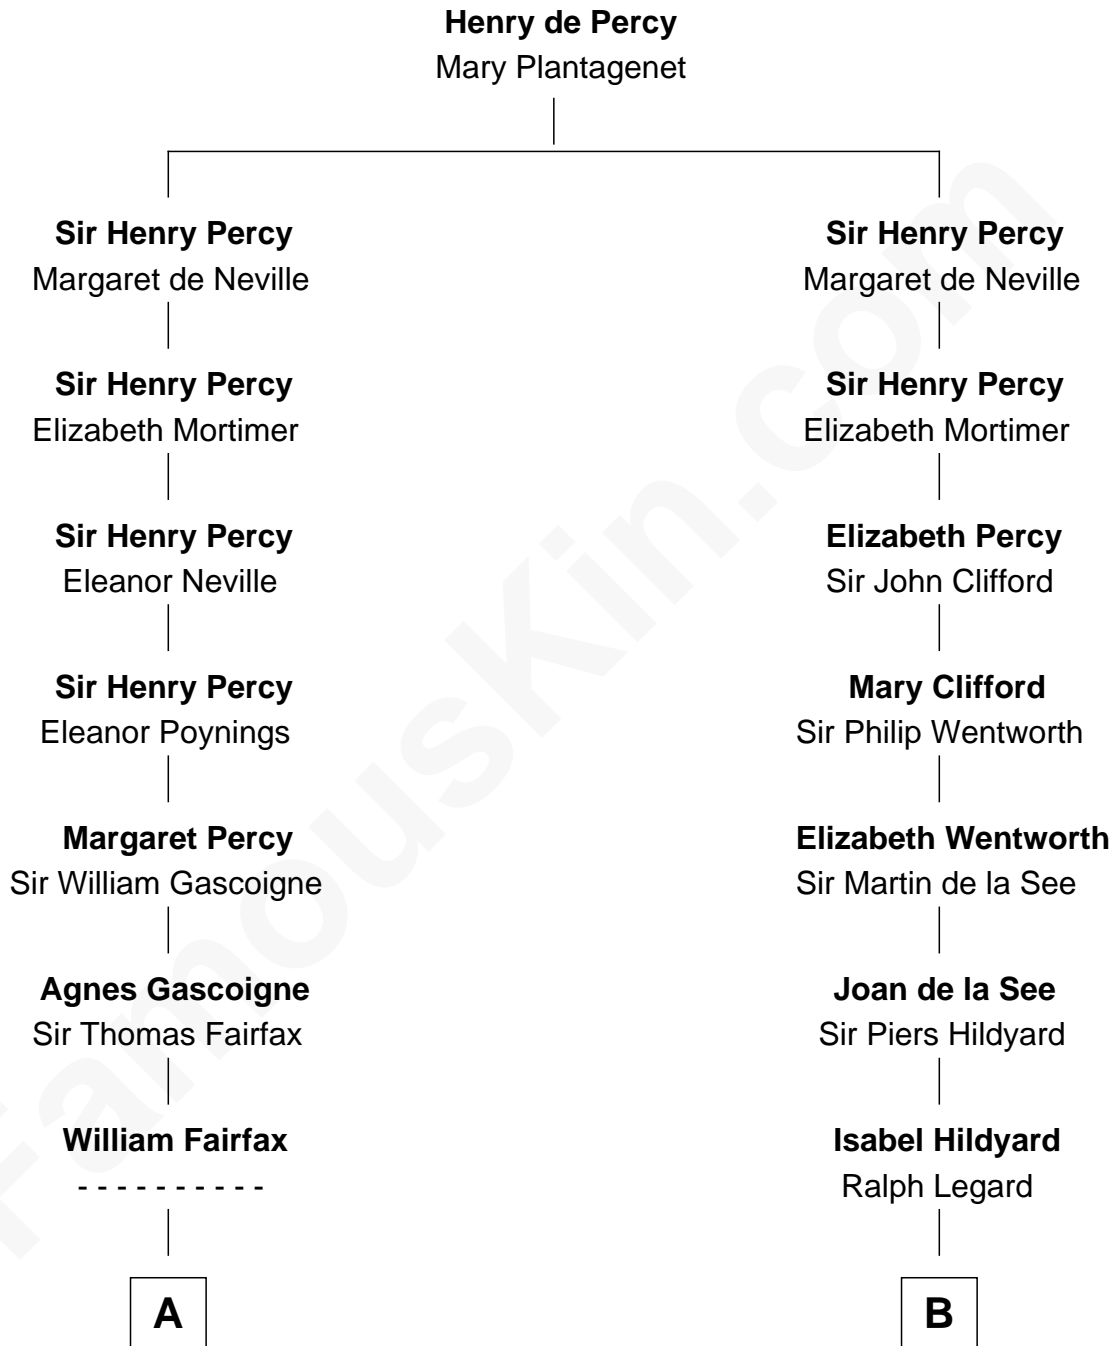 Henry de Percy
Mary Plantagenet
Sir Henry Percy
Margaret de Neville
Sir Henry Percy
Margaret de Neville
Sir Henry Percy
Elizabeth Mortimer
Sir Henry Percy
Elizabeth Mortimer
Sir Henry Percy
Eleanor Neville
Elizabeth Percy
Sir John Clifford
Sir Henry Percy
Eleanor Poynings
Mary Clifford
Sir Philip Wentworth
Margaret Percy
Sir William Gascoigne
Elizabeth Wentworth
Sir Martin de la See
Agnes Gascoigne
Sir Thomas Fairfax
Joan de la See
Sir Piers Hildyard
William Fairfax
- - - - - - - - - -
Isabel Hildyard
Ralph Legard
A
B
FamousKin.com